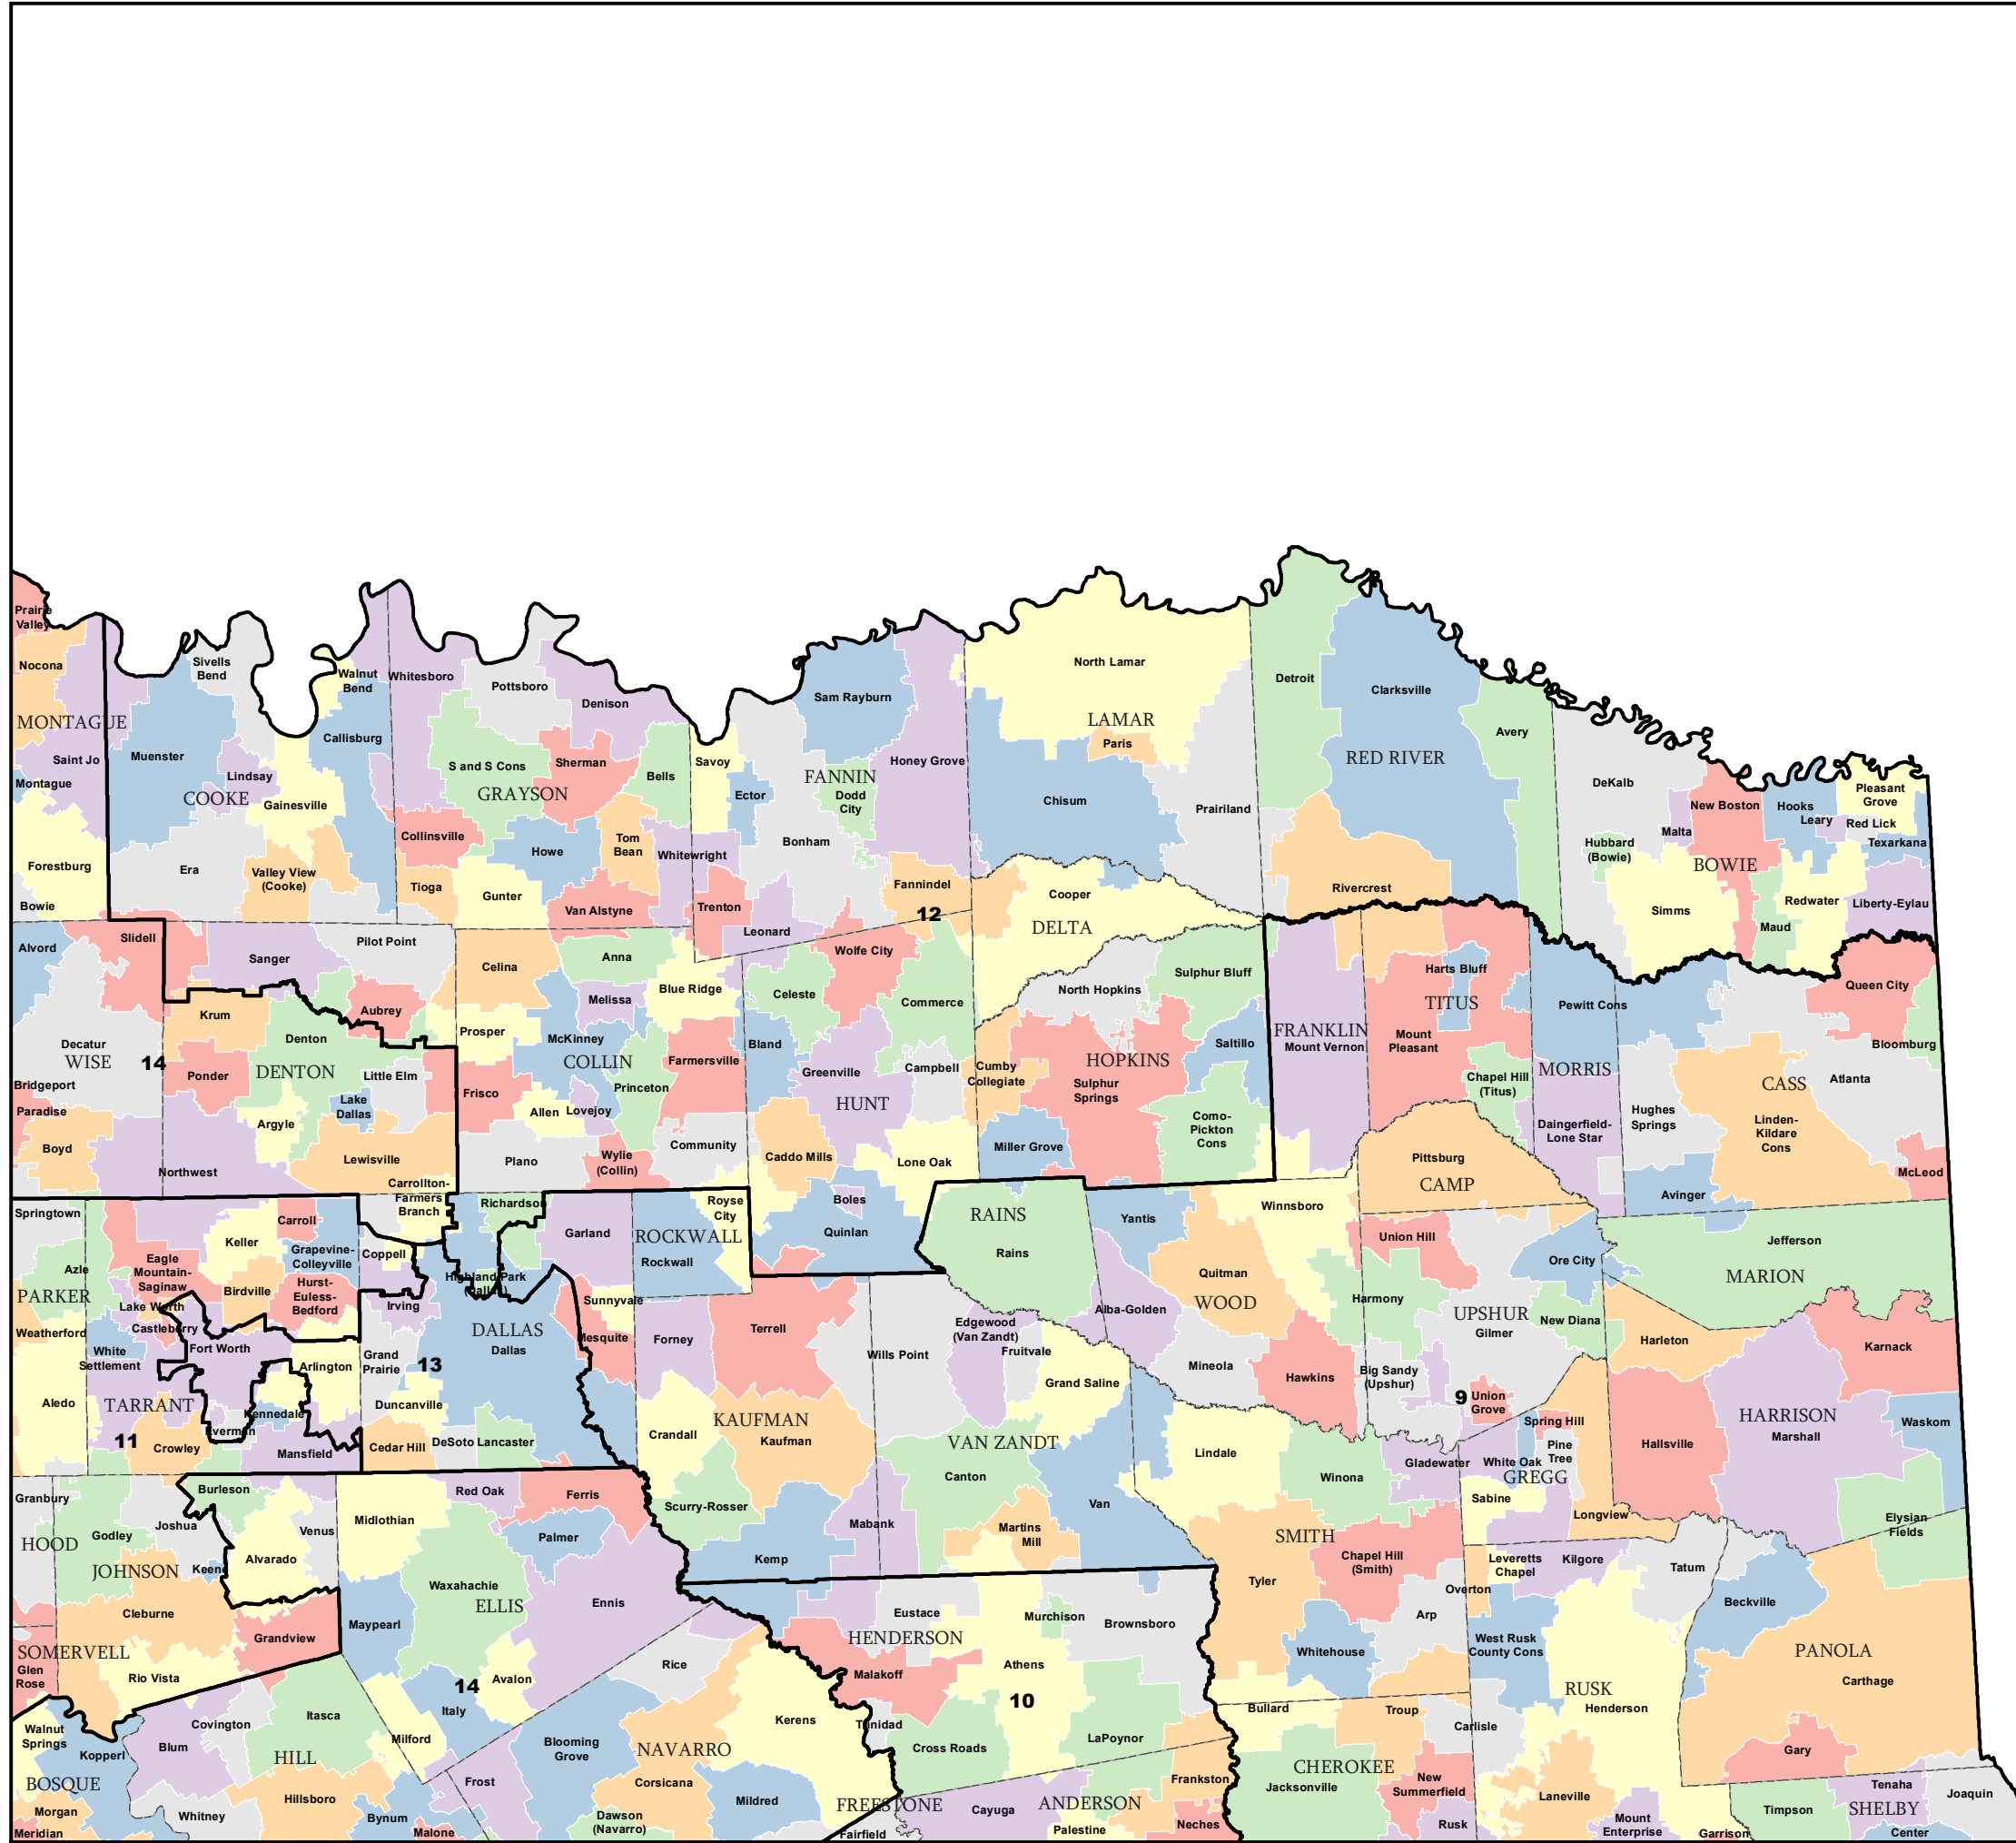 Prairie
Valley
Nocona
MONTAGUE
Saint Jo
Montague
Forestburg
Bowie
Sivells
Bend
Muenster
Lindsay
COOKE
Gainesville
Era
Valley View
(Cooke)
Walnut
Bend
Callisburg
Whitesboro
Pottsboro
Denison
S and S Cons
Sherman
Bells
GRAYSON
Collinsville
Howe
Tom
Bean
Whitewright
Tioga
Gunter
Van Alstyne
Savoy
Ector
Sam Rayburn
FANNIN
Dodd
City
Honey Grove
Bonham
Fannindel
Trenton
Leonard
12
North Lamar
LAMAR
Paris
Chisum
Prairiland
Cooper
DELTA
Detroit
Clarksville
RED RIVER
Avery
Rivercrest
DeKalb
New Boston
Hooks
Leary
Pleasant
Grove
Red Lick
Texarkana
Malta
Hubbard
(Bowie)
BOWIE
Simms
Redwater
Liberty-Eylau
Maud
Alvord
Slidell
Decatur
WISE
14
Bridgeport
Paradise
Boyd
Sanger
Pilot Point
Krum
Aubrey
Denton
Ponder
DENTON
Little Elm
Lake
Dallas
Argyle
Northwest
Lewisville
Carrollton-
Farmers
Branch
Celina
Anna
Melissa
Blue Ridge
Prosper
McKinney
COLLIN
Farmersville
Frisco
Princeton
Allen
Lovejoy
Plano
Wylie
(Collin)
Community
Wolfe City
Celeste
Commerce
Bland
Greenville
Campbell
HUNT
Caddo Mills
Lone Oak
Boles
Quinlan
Royse
City
North Hopkins
Sulphur Bluff
Cumby
Collegiate
HOPKINS
Sulphur
Springs
Saltillo
Como-
Pickton
Cons
Miller Grove
FRANKLIN
Mount Vernon
Harts Bluff
TITUS
Mount
Pleasant
Chapel Hill
(Titus)
Pewitt Cons
MORRIS
Daingerfield-
Lone Star
Pittsburg
CAMP
Hughes
Springs
CASS
Atlanta
Linden-
Kildare
Cons
Queen City
Bloomburg
McLeod
Avinger
Springtown
Azle
PARKER
Weatherford
Aledo
Eagle
Mountain-
Saginaw
Keller
Carroll
Grapevine-
Colleyville
Birdville
Hurst-
Euless-
Bedford
Lake Worth
Castleberry
White
Settlement
Fort Worth
TARRANT
Arlington
Kennedale
Everman
11
Crowley
Mansfield
Coppell
Richardson
Garland
Highland Park
(Dallas)
Irving
Grand
Prairie
13
DALLAS
Dallas
Duncanville
Cedar Hill
DeSoto
Lancaster
Sunnyvale
Mesquite
ROCKWALL
Rockwall
Forney
Terrell
KAUFMAN
Kaufman
Crandall
Scurry-Rosser
Kemp
Mabank
RAINS
Rains
Yantis
Winnsboro
Quitman
WOOD
Alba-Golden
Mineola
Hawkins
Edgewood
(Van Zandt)
Fruitvale
Wills Point
Grand Saline
VAN ZANDT
Canton
Van
Martins
Mill
Union Hill
Ore City
Harmony
UPSHUR
Gilmer
New Diana
Big Sandy
(Upshur)
9
Union
Grove
Jefferson
MARION
Harleton
Karnack
HARRISON
Marshall
Waskom
Hallsville
Elysian
Fields
Spring Hill
Pine
Tree
White Oak
GREGG
Gladewater
Sabine
Longview
Kilgore
Leveretts
Chapel
Lindale
Winona
SMITH
Tyler
Chapel Hill
(Smith)
Arp
Overton
Whitehouse
Bullard
Troup
Granbury
HOOD
Godley
Joshua
JOHNSON
Keene
Burleson
Venus
Alvarado
Cleburne
Grandview
SOMERVELL
Glen
Rose
Rio Vista
Midlothian
Red Oak
Ferris
Palmer
Waxahachie
ELLIS
Ennis
Maypearl
Avalon
14
Italy
Milford
Rice
Eustace
HENDERSON
Malakoff
Murchison
Brownsboro
Athens
10
Trinidad
Cross Roads
LaPoynor
Kerens
Tatum
Beckville
PANOLA
Carthage
Gary
West Rusk
County Cons
RUSK
Henderson
Carlisle
Laneville
Mount
Enterprise
Garrison
Walnut
Springs
Kopperl
BOSQUE
Morgan
Meridian
Covington
Blum
HILL
Itasca
Whitney
Hillsboro
Bynum
Malone
Frost
Blooming
Grove
NAVARRO
Corsicana
Dawson
(Navarro)
Mildred
FREESTONE
Fairfield
Cayuga
ANDERSON
Palestine
Frankston
Neches
CHEROKEE
Jacksonville
New
Summerfield
Rusk
Timpson
Tenaha
SHELBY
Joaquin
Center